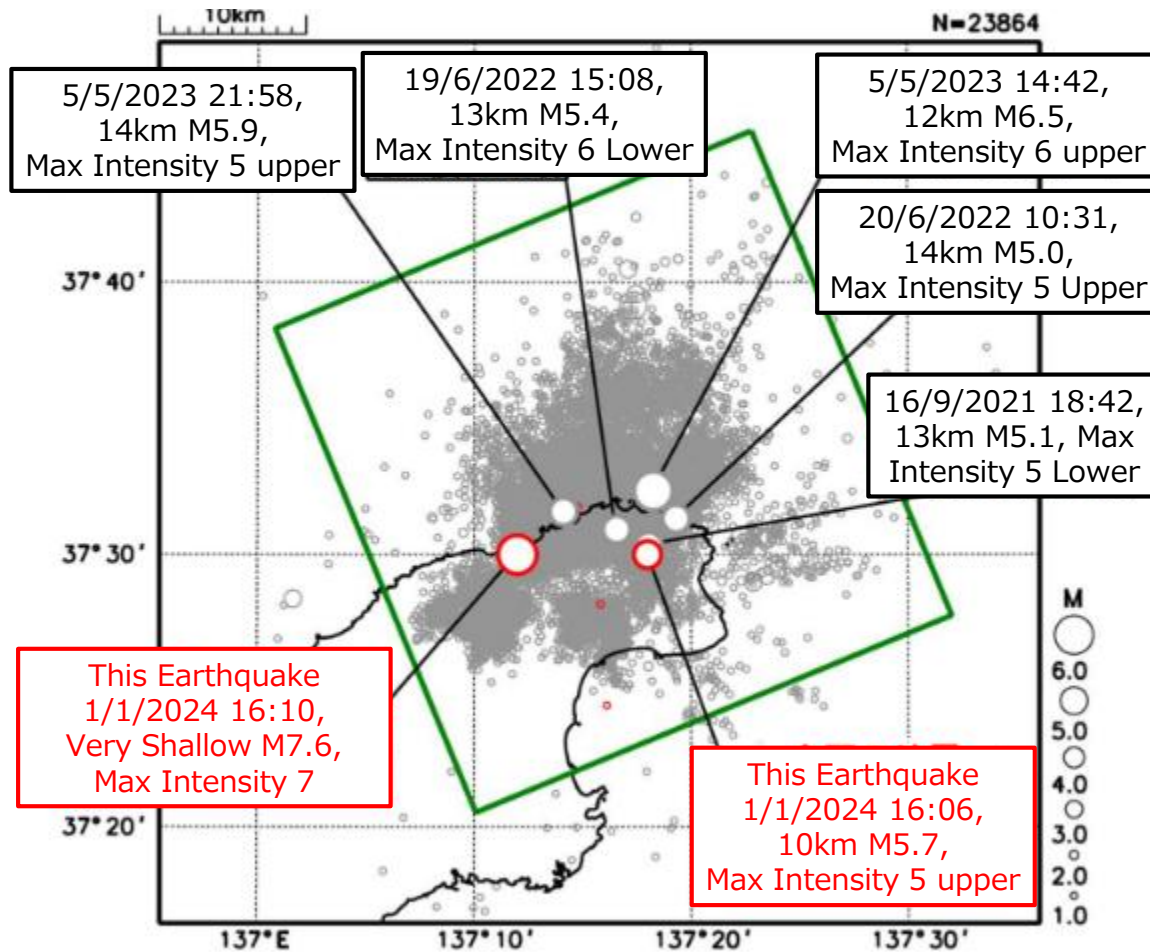 10km
N=23864
5/5/2023 21:58,
14km M5.9,
Max Intensity 5 upper
19/6/2022 15:08,
13km M5.4,
Max Intensity 6 Lower
5/5/2023 14:42,
12km M6.5,
Max Intensity 6 upper
20/6/2022 10:31,
14km M5.0,
Max Intensity 5 Upper
16/9/2021 18:42,
13km M5.1, Max
Intensity 5 Lower
37°40′
37°30′
37°20′
This Earthquake
1/1/2024 16:10,
Very Shallow M7.6,
Max Intensity 7
This Earthquake
1/1/2024 16:06,
10km M5.7,
Max Intensity 5 upper
M
6.0
5.0
4.0
3.0
2.0
1.0
137°E
137°10′
137°20′
137°30′